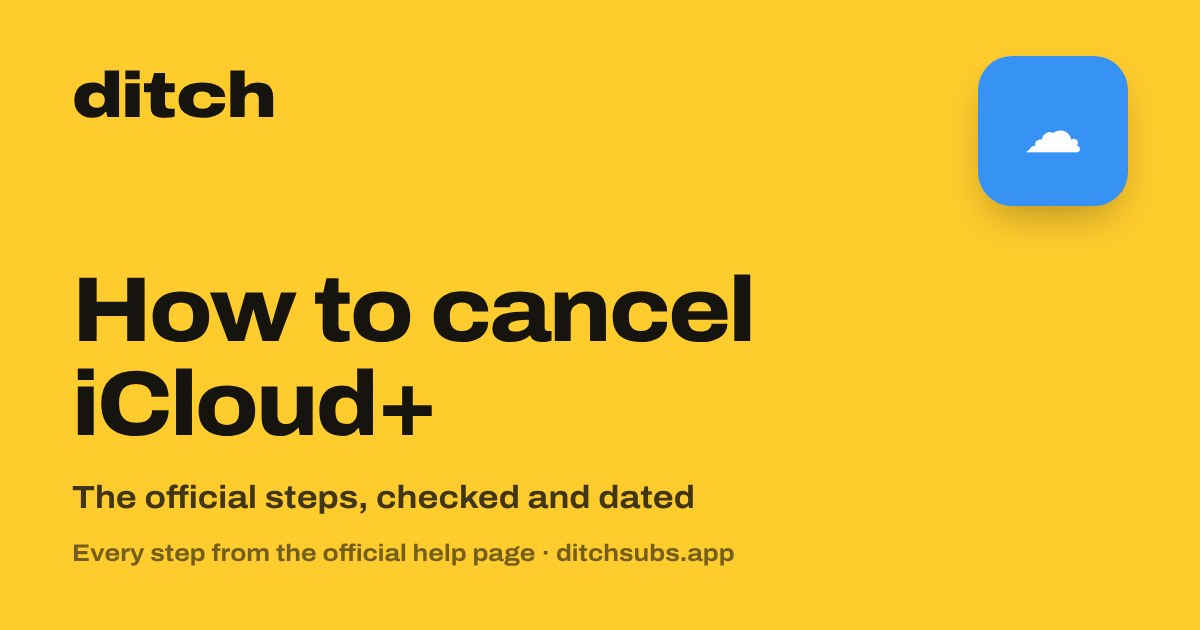 ditch
How to cancel
iCloud+
The official steps, checked and dated
Every step from the official help page · ditchsubs.app